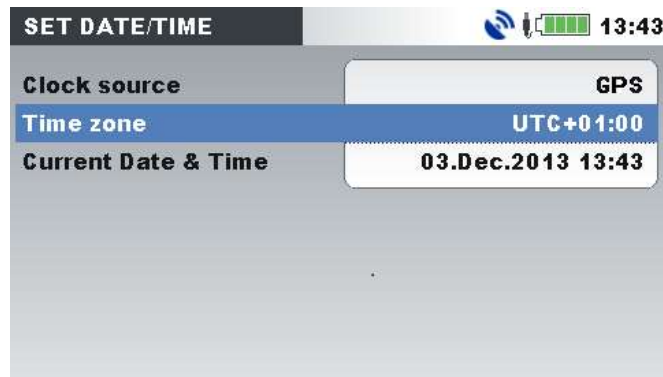 SET DATE/TIME 13:43
Clock source GPS
Time zone UTC+01:00
Current Date & Time 03.Dec.2013 13:43